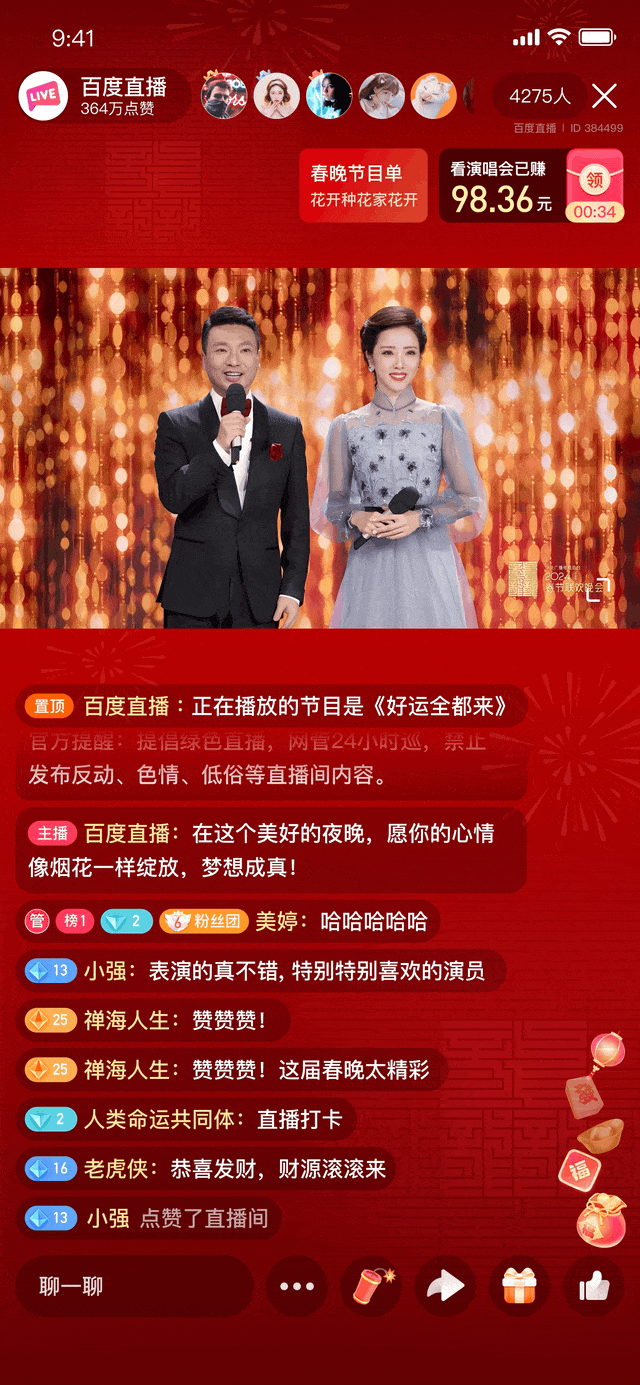 9:41
LIVE
百度直播
364万点赞
4275人
百度直播 | ID 384499
春晚节目单
花开种花家花开
看演唱会已赚
98.36元
领
00:34
2024
春节联欢晚会
置顶 百度直播：正在播放的节目是《好运全都来》
官方提醒：提倡绿色直播，网管24小时巡，禁止
发布反动、色情、低俗等直播间内容。
主播 百度直播：在这个美好的夜晚，愿你的心情
像烟花一样绽放，梦想成真！
管 榜1 2 6 粉丝团 美婷：哈哈哈哈哈
13 小强：表演的真不错, 特别特别喜欢的演员
25 禅海人生：赞赞赞！
25 禅海人生：赞赞赞！这届春晚太精彩
2 人类命运共同体：直播打卡
16 老虎侠：恭喜发财，财源滚滚来
福
13 小强 点赞了直播间
聊一聊